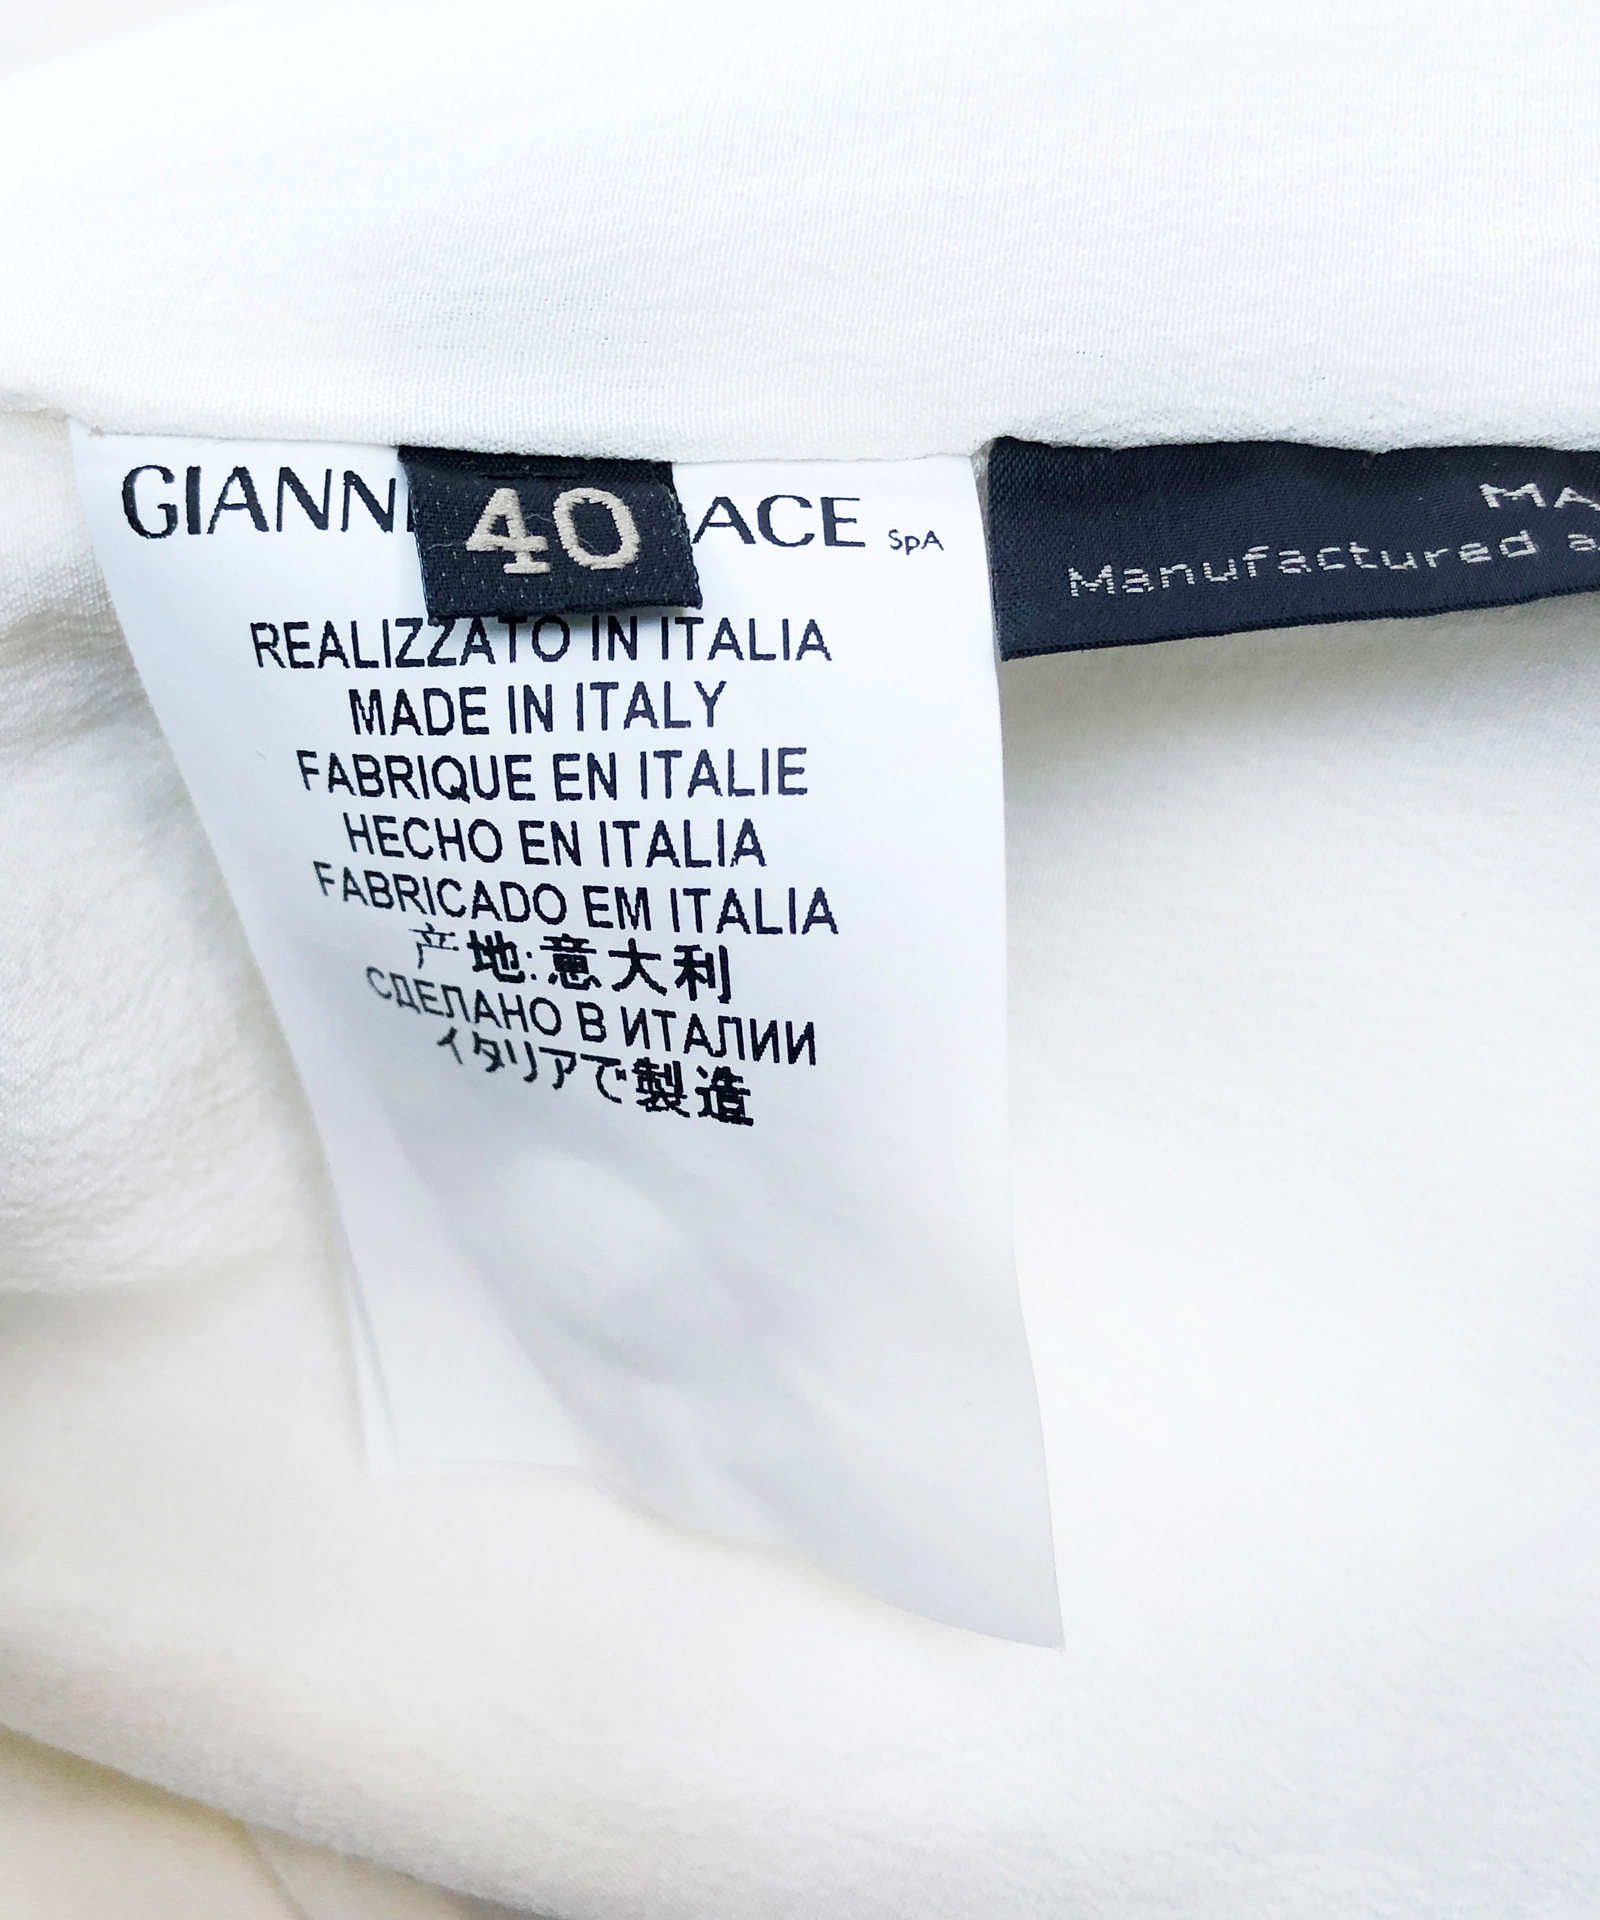 GIANN ACE SpA
40
REALIZZATO IN ITALIA
MADE IN ITALY
FABRIQUE EN ITALIE
HECHO EN ITALIA
FABRICADO EM ITALIA
产地:意大利
СДЕЛАНО В ИТАЛИИ
イタリアで製造
MA
Manufactured a